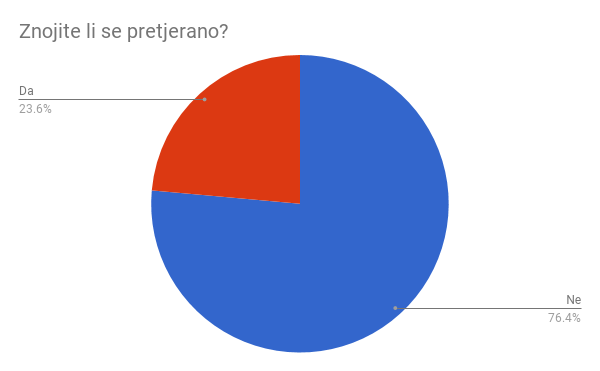 Znojite li se pretjerano?
Da
23.6%
Ne
76.4%